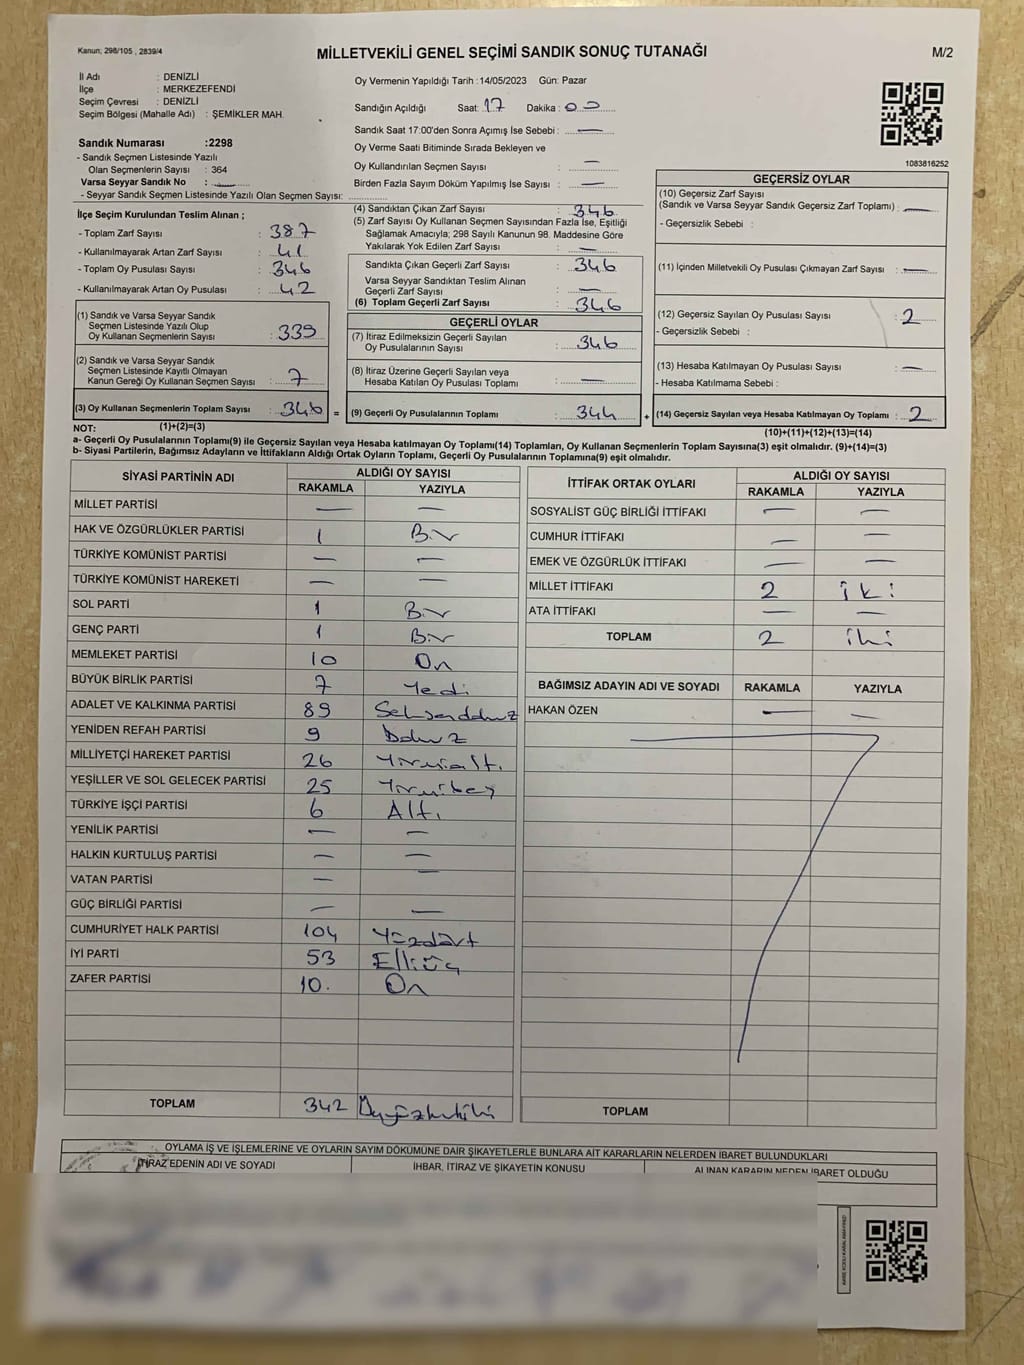 Kanun; 298/105 , 2839/4
MİLLETVEKİLİ GENEL SEÇİMİ SANDIK SONUÇ TUTANAĞI
M/2
İl Adı : DENİZLİ
İlçe : MERKEZEFENDİ
Seçim Çevresi : DENİZLİ
Seçim Bölgesi (Mahalle Adı) : ŞEMİKLER MAH.
Sandık Numarası :2298
- Sandık Seçmen Listesinde Yazılı
Olan Seçmenlerin Sayısı : 364
Varsa Seyyar Sandık No : —
- Seyyar Sandık Seçmen Listesinde Yazılı Olan Seçmen Sayısı:
Oy Vermenin Yapıldığı Tarih :14/05/2023 Gün: Pazar
Sandığın Açıldığı Saat: 17 Dakika : 00
Sandık Saat 17:00'den Sonra Açımış İse Sebebi : —
Oy Verme Saati Bitiminde Sırada Bekleyen ve
Oy Kullandırılan Seçmen Sayısı : —
Birden Fazla Sayım Döküm Yapılmış İse Sayısı : —
1083816252
İlçe Seçim Kurulundan Teslim Alınan ;
- Toplam Zarf Sayısı : 387
- Kullanılmayarak Artan Zarf Sayısı : 41
- Toplam Oy Pusulası Sayısı : 346
- Kullanılmayarak Artan Oy Pusulası : 42
(1) Sandık ve Varsa Seyyar Sandık
Seçmen Listesinde Yazılı Olup
Oy Kullanan Seçmenlerin Sayısı : 339
(2) Sandık ve Varsa Seyyar Sandık
Seçmen Listesinde Kayıtlı Olmayan
Kanun Gereği Oy Kullanan Seçmen Sayısı : 7
(3) Oy Kullanan Seçmenlerin Toplam Sayısı : 346 =
(1)+(2)=(3)
(4) Sandıktan Çıkan Zarf Sayısı : 346
(5) Zarf Sayısı Oy Kullanan Seçmen Sayısından Fazla İse, Eşitliği
Sağlamak Amacıyla; 298 Sayılı Kanunun 98. Maddesine Göre
Yakılarak Yok Edilen Zarf Sayısı : —
Sandıkta Çıkan Geçerli Zarf Sayısı : 346
Varsa Seyyar Sandıktan Teslim Alınan
Geçerli Zarf Sayısı : —
(6) Toplam Geçerli Zarf Sayısı : 346
GEÇERLİ OYLAR
(7) İtiraz Edilmeksizin Geçerli Sayılan
Oy Pusulalarının Sayısı : 346
(8) İtiraz Üzerine Geçerli Sayılan veya
Hesaba Katılan Oy Pusulası Toplamı : —
(9) Geçerli Oy Pusulalarının Toplamı : 344 +
GEÇERSİZ OYLAR
(10) Geçersiz Zarf Sayısı
(Sandık ve Varsa Seyyar Sandık Geçersiz Zarf Toplamı) : —
- Geçersizlik Sebebi :
(11) İçinden Milletvekili Oy Pusulası Çıkmayan Zarf Sayısı : —
(12) Geçersiz Sayılan Oy Pusulası Sayısı : 2
- Geçersizlik Sebebi :
(13) Hesaba Katılmayan Oy Pusulası Sayısı : —
- Hesaba Katılmama Sebebi :
(14) Geçersiz Sayılan veya Hesaba Katılmayan Oy Toplamı : 2
(10)+(11)+(12)+(13)=(14)
NOT:
a- Geçerli Oy Pusulalarının Toplamı(9) ile Geçersiz Sayılan veya Hesaba katılmayan Oy Toplamı(14) Toplamları, Oy Kullanan Seçmenlerin Toplam Sayısına(3) eşit olmalıdır. (9)+(14)=(3)
b- Siyasi Partilerin, Bağımsız Adayların ve İttifakların Aldığı Ortak Oyların Toplamı, Geçerli Oy Pusulalarının Toplamına(9) eşit olmalıdır.
SİYASİ PARTİNİN ADI ALDIĞI OY SAYISI
RAKAMLA YAZIYLA
MİLLET PARTİSİ — —
HAK VE ÖZGÜRLÜKLER PARTİSİ 1 Bir
TÜRKİYE KOMÜNİST PARTİSİ — —
TÜRKİYE KOMÜNİST HAREKETİ — —
SOL PARTİ 1 Bir
GENÇ PARTİ 1 Bir
MEMLEKET PARTİSİ 10 On
BÜYÜK BİRLİK PARTİSİ 7 Yedi
ADALET VE KALKINMA PARTİSİ 89 Seksendokuz
YENİDEN REFAH PARTİSİ 9 Dokuz
MİLLİYETÇİ HAREKET PARTİSİ 26 Yirmialtı
YEŞİLLER VE SOL GELECEK PARTİSİ 25 Yirmibeş
TÜRKİYE İŞÇİ PARTİSİ 6 Altı
YENİLİK PARTİSİ — —
HALKIN KURTULUŞ PARTİSİ — —
VATAN PARTİSİ — —
GÜÇ BİRLİĞİ PARTİSİ — —
CUMHURİYET HALK PARTİSİ 104 Yüzdört
İYİ PARTİ 53 Elliüç
ZAFER PARTİSİ 10. On
TOPLAM 342 Üçyüzkırkiki
İTTİFAK ORTAK OYLARI ALDIĞI OY SAYISI
RAKAMLA YAZIYLA
SOSYALİST GÜÇ BİRLİĞİ İTTİFAKI — —
CUMHUR İTTİFAKI — —
EMEK VE ÖZGÜRLÜK İTTİFAKI — —
MİLLET İTTİFAKI 2 iki
ATA İTTİFAKI — —
TOPLAM 2 iki
BAĞIMSIZ ADAYIN ADI VE SOYADI RAKAMLA YAZIYLA
HAKAN ÖZEN — —
TOPLAM
OYLAMA İŞ VE İŞLEMLERİNE VE OYLARIN SAYIM DÖKÜMÜNE DAİR ŞİKAYETLERLE BUNLARA AİT KARARLARIN NELERDEN İBARET BULUNDUKLARI
İTİRAZ EDENİN ADI VE SOYADI İHBAR, İTİRAZ VE ŞİKAYETİN KONUSU ALINAN KARARIN NEDEN İBARET OLDUĞU